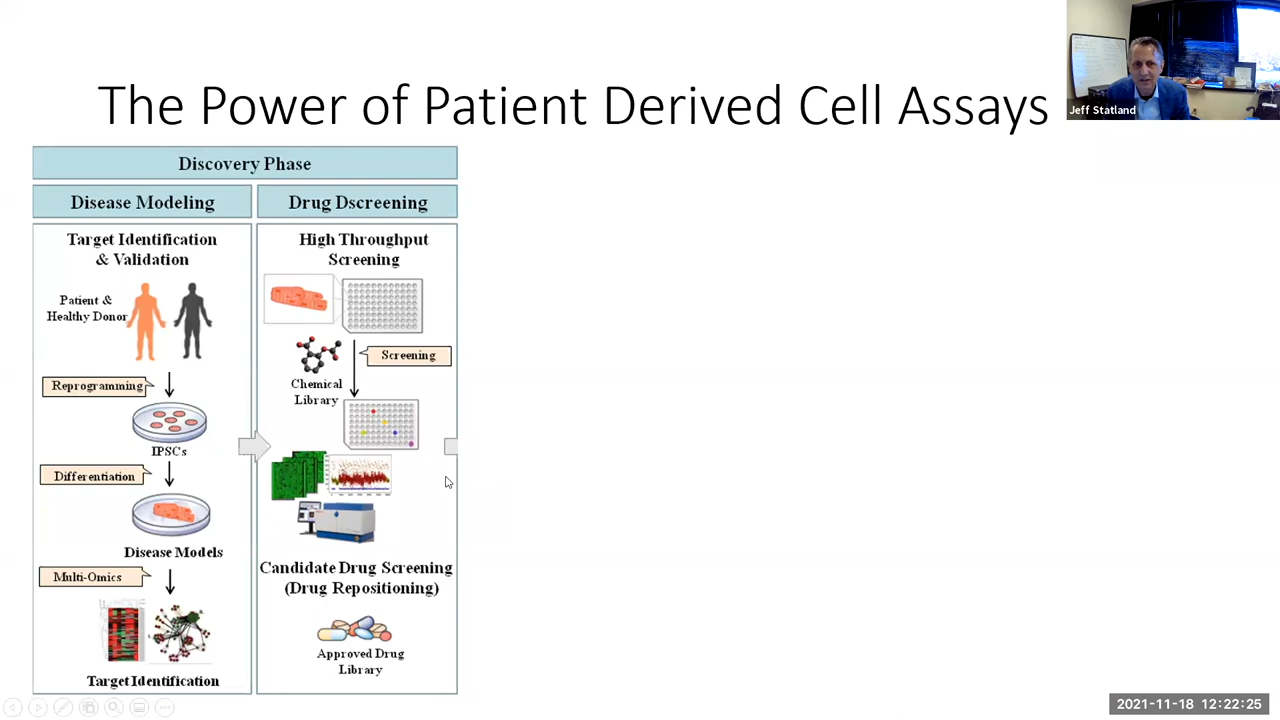 The Power of Patient Derived Cell Assays
Jeff Statland
Discovery Phase
Disease Modeling
Drug Dscreening
Target Identification
& Validation
Patient &
Healthy Donor
Reprogramming
IPSCs
Differentiation
Disease Models
Multi-Omics
Target Identification
High Throughput
Screening
Screening
Chemical
Library
Candidate Drug Screening
(Drug Repositioning)
Approved Drug
Library
2021-11-18 12:22:25